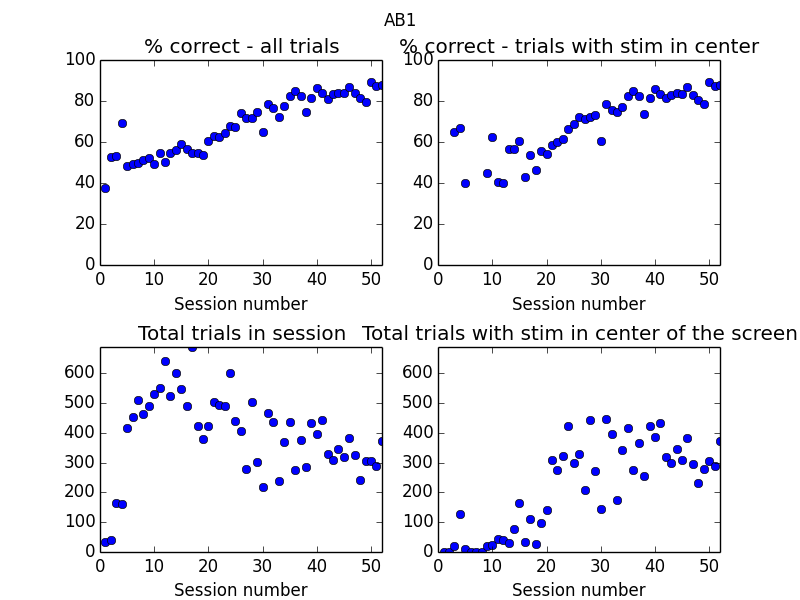 AB1
% correct - all trials
% correct - trials with stim in center
100
80
60
40
20
0
0 10 20 30 40 50
Session number
100
80
60
40
20
0
0 10 20 30 40 50
Session number
Total trials in session
Total trials with stim in center of the screen
600
500
400
300
200
100
0
0 10 20 30 40 50
Session number
600
500
400
300
200
100
0
0 10 20 30 40 50
Session number